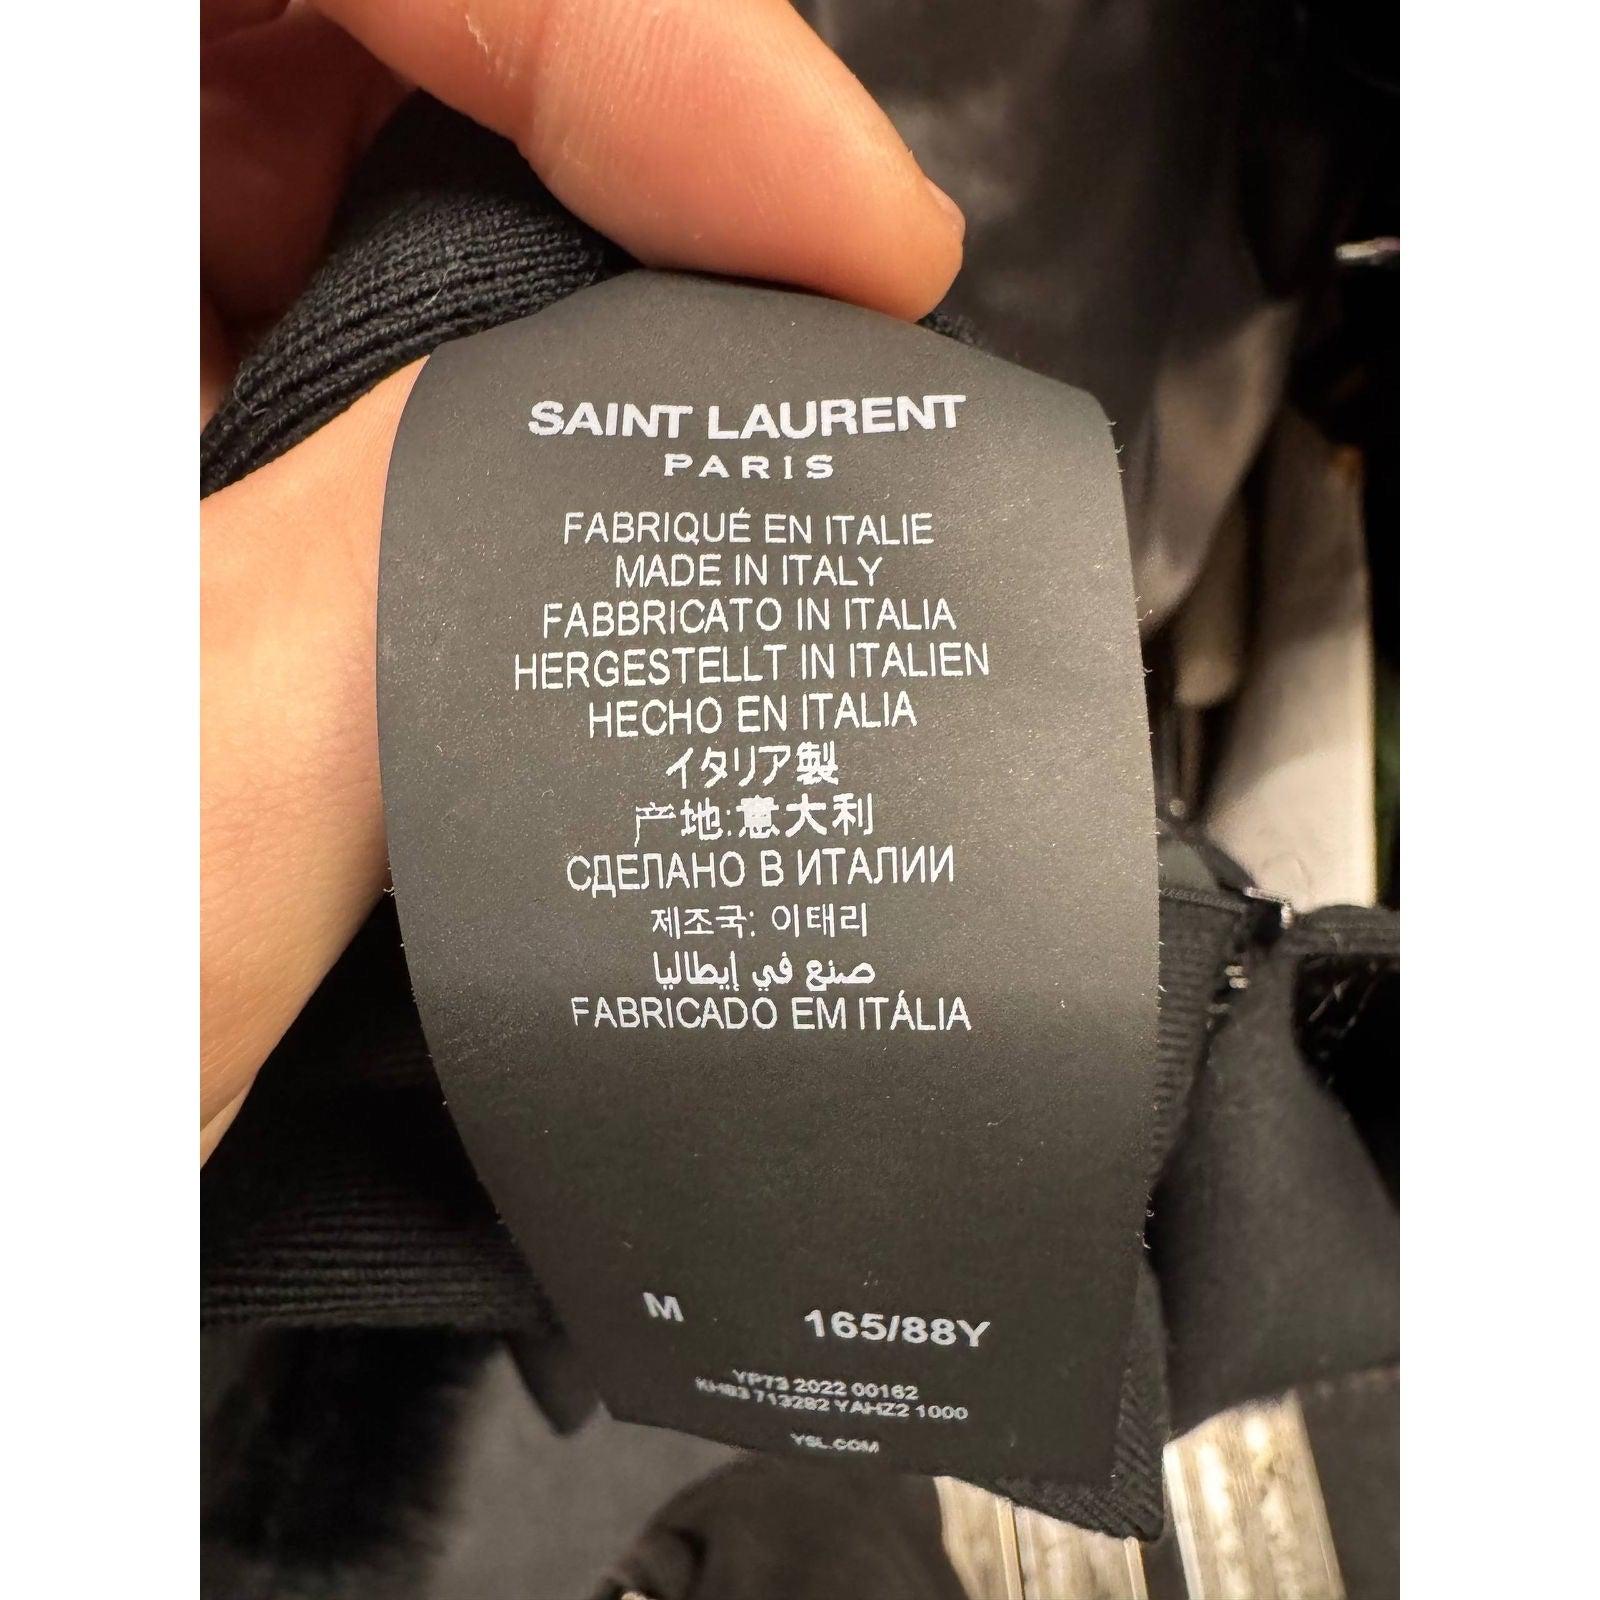 SAINT LAURENT
PARIS
FABRIQUÉ EN ITALIE
MADE IN ITALY
FABBRICATO IN ITALIA
HERGESTELLT IN ITALIEN
HECHO EN ITALIA
イタリア製
产地:意大利
СДЕЛАНО В ИТАЛИИ
제조국: 이태리
صنع في إيطاليا
FABRICADO EM ITÁLIA
M 165/88Y
YP73 2022 00162
KH83 713282 YAHZ2 1000
YSL.COM